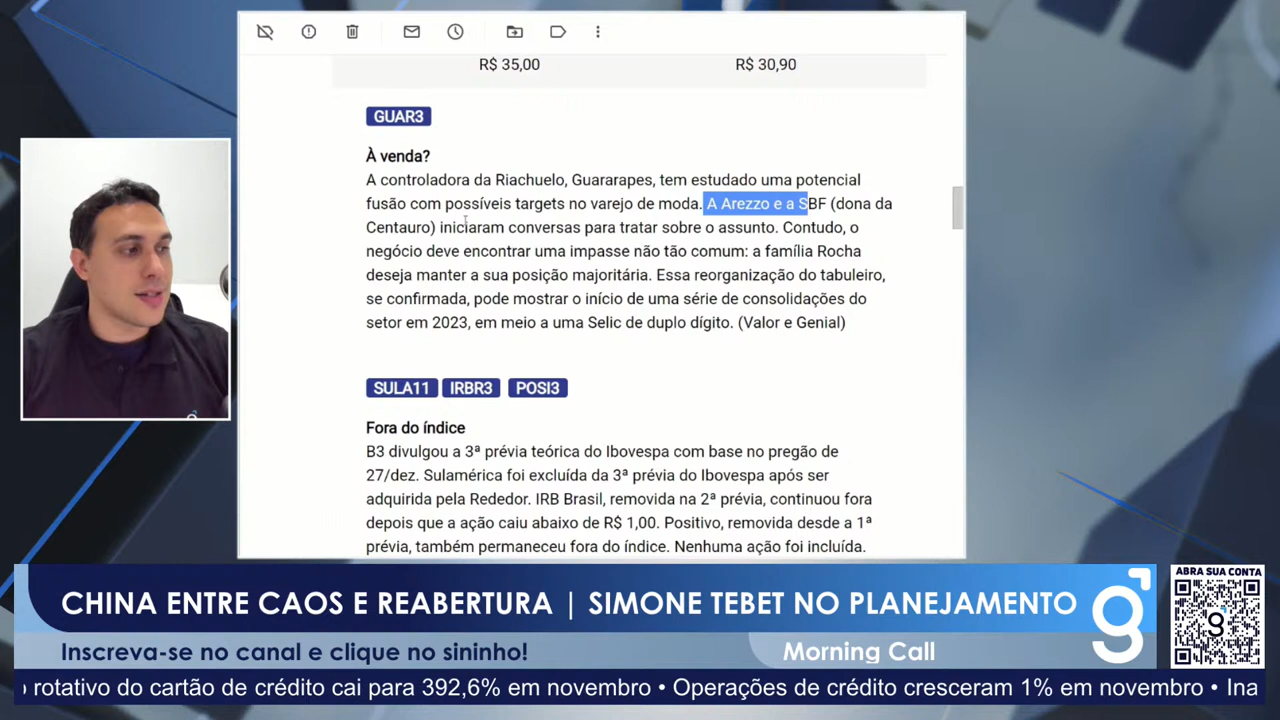 R$ 35,00 R$ 30,90
GUAR3
À venda?
A controladora da Riachuelo, Guararapes, tem estudado uma potencial
fusão com possíveis targets no varejo de moda. A Arezzo e a SBF (dona da
Centauro) iniciaram conversas para tratar sobre o assunto. Contudo, o
negócio deve encontrar uma impasse não tão comum: a família Rocha
deseja manter a sua posição majoritária. Essa reorganização do tabuleiro,
se confirmada, pode mostrar o início de uma série de consolidações do
setor em 2023, em meio a uma Selic de duplo dígito. (Valor e Genial)
SULA11 IRBR3 POSI3
Fora do índice
B3 divulgou a 3ª prévia teórica do Ibovespa com base no pregão de
27/dez. Sulamérica foi excluída da 3ª prévia do Ibovespa após ser
adquirida pela Rededor. IRB Brasil, removida na 2ª prévia, continuou fora
depois que a ação caiu abaixo de R$ 1,00. Positivo, removida desde a 1ª
prévia, também permaneceu fora do índice. Nenhuma ação foi incluída.
CHINA ENTRE CAOS E REABERTURA | SIMONE TEBET NO PLANEJAMENTO
g
ABRA SUA CONTA
g
Inscreva-se no canal e clique no sininho!
Morning Call
o rotativo do cartão de crédito cai para 392,6% em novembro • Operações de crédito cresceram 1% em novembro • Ina